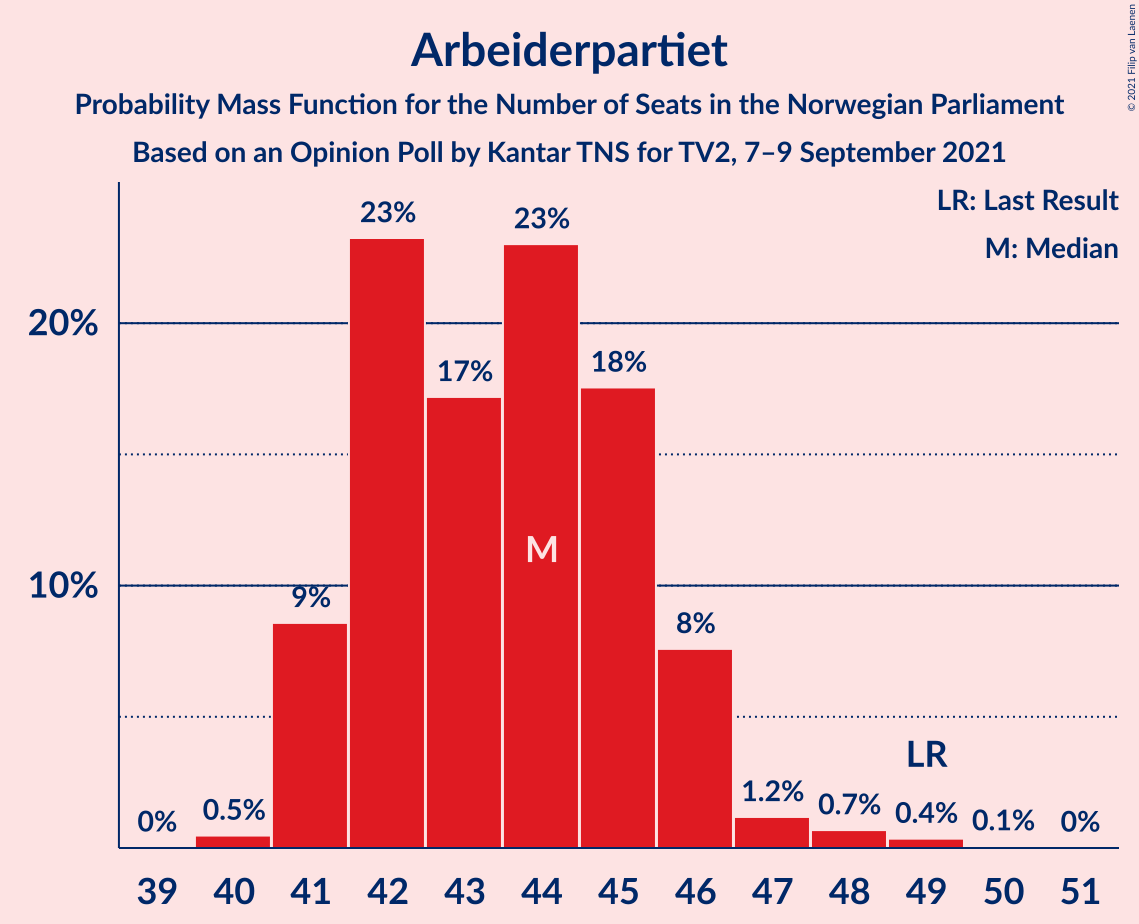 Arbeiderpartiet
Probability Mass Function for the Number of Seats in the Norwegian Parliament
Based on an Opinion Poll by Kantar TNS for TV2, 7–9 September 2021
© 2021 Filip van Laenen
LR: Last Result
M: Median
20%
10%
0%
0.5%
9%
23%
17%
23%
18%
8%
1.2%
0.7%
0.4%
0.1%
0%
M
LR
39 40 41 42 43 44 45 46 47 48 49 50 51